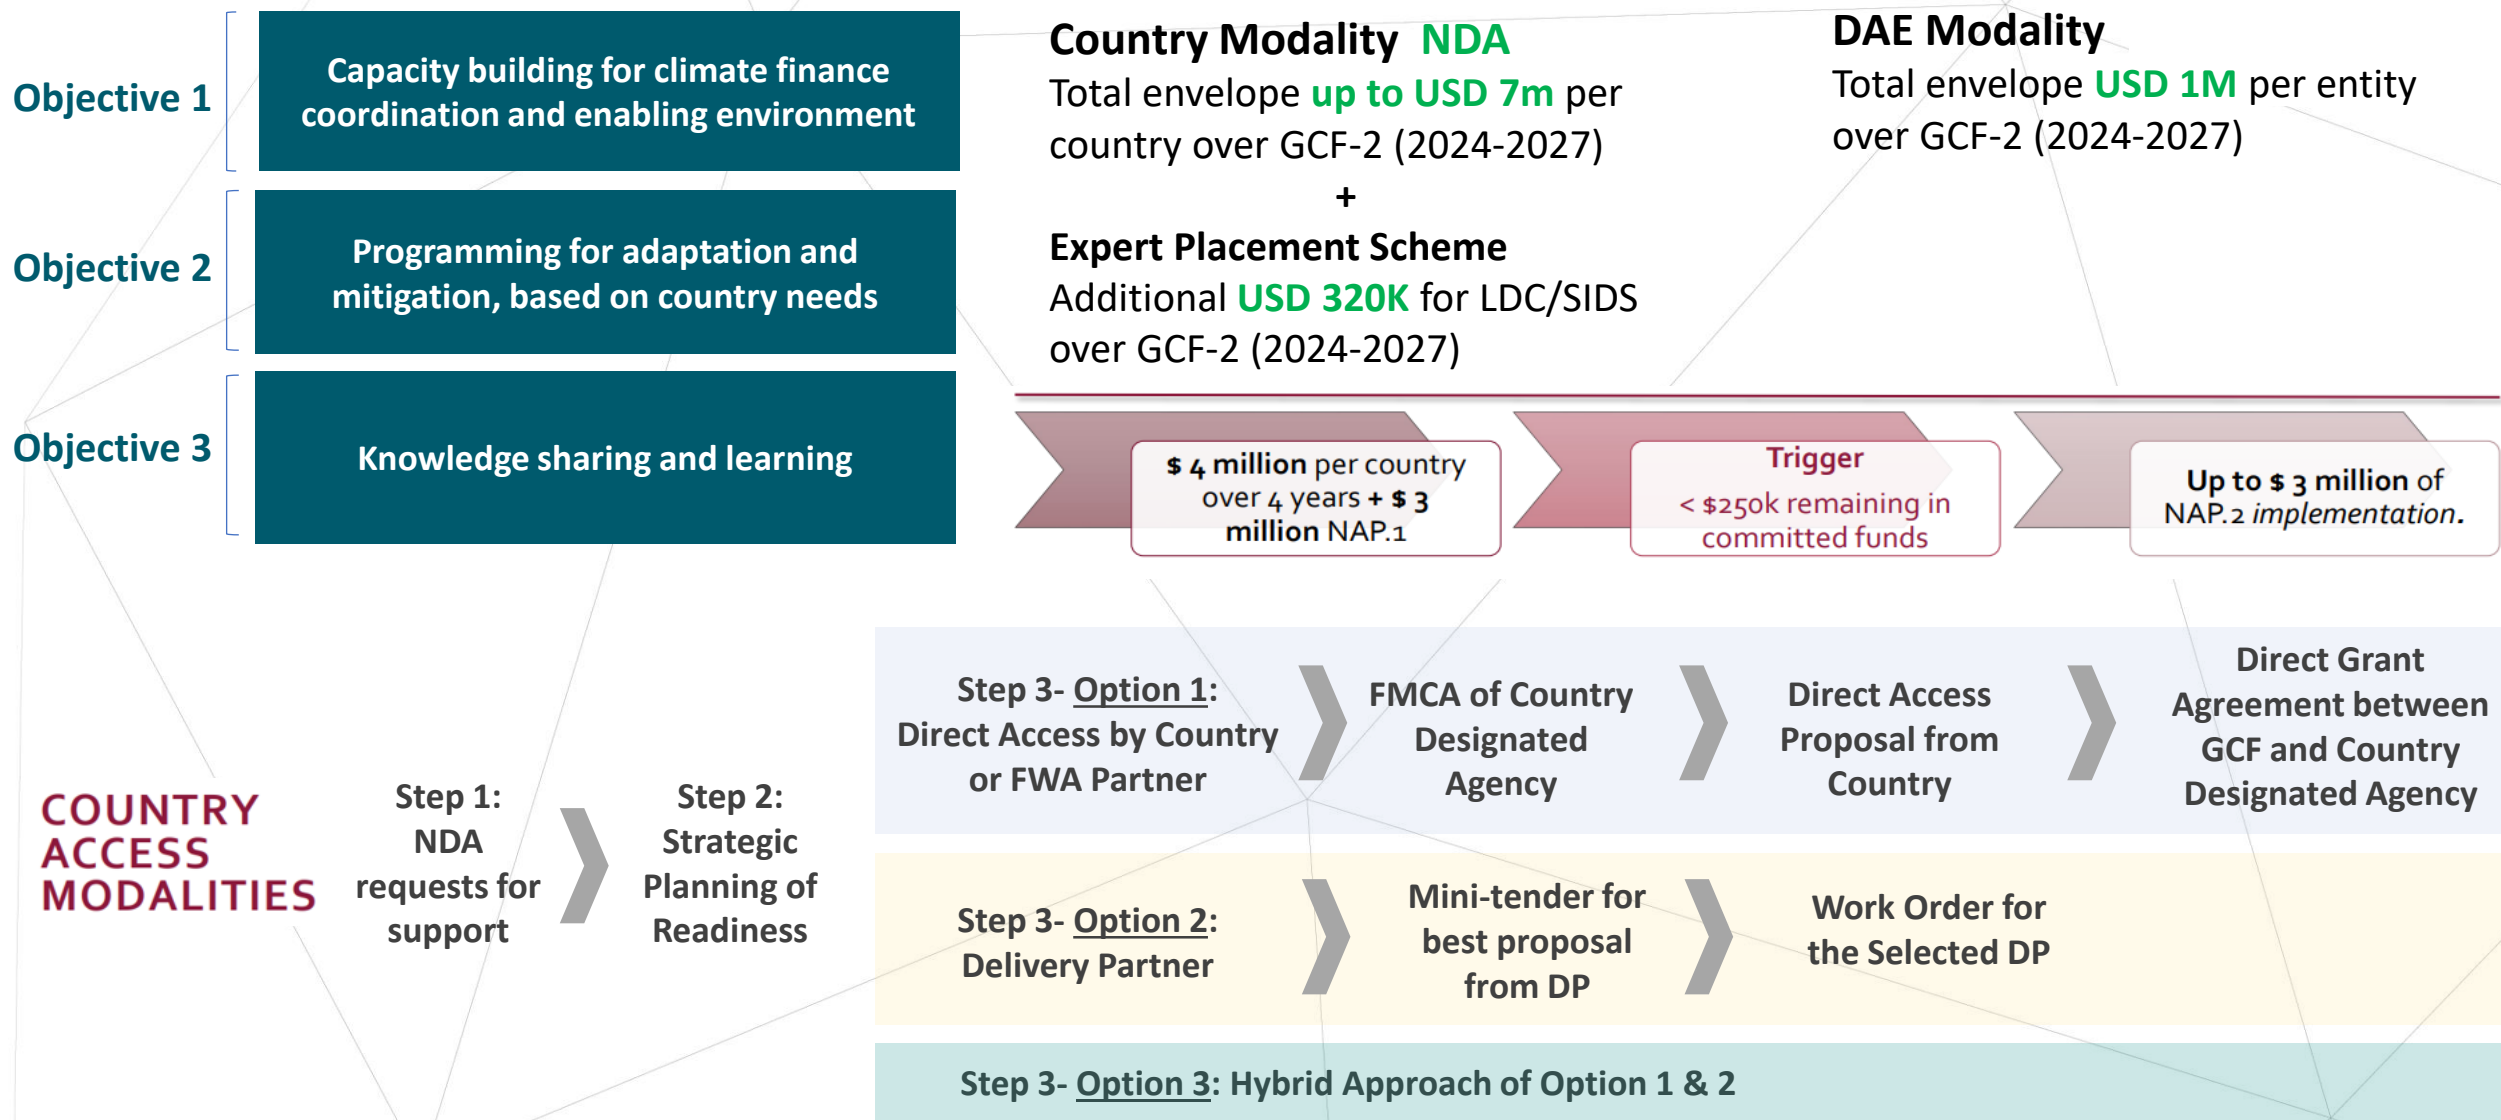 Objective 1
Capacity building for climate finance
coordination and enabling environment
Objective 2
Programming for adaptation and
mitigation, based on country needs
Objective 3
Knowledge sharing and learning
Country Modality NDA
Total envelope up to USD 7m per
country over GCF-2 (2024-2027)
+
Expert Placement Scheme
Additional USD 320K for LDC/SIDS
over GCF-2 (2024-2027)
DAE Modality
Total envelope USD 1M per entity
over GCF-2 (2024-2027)
$ 4 million per country
over 4 years + $ 3
million NAP.1
Trigger
< $250k remaining in
committed funds
Up to $ 3 million of
NAP.2 implementation.
COUNTRY
ACCESS
MODALITIES
Step 1:
NDA
requests for
support
Step 2:
Strategic
Planning of
Readiness
Step 3- Option 1:
Direct Access by Country
or FWA Partner
FMCA of Country
Designated
Agency
Direct Access
Proposal from
Country
Direct Grant
Agreement between
GCF and Country
Designated Agency
Step 3- Option 2:
Delivery Partner
Mini-tender for
best proposal
from DP
Work Order for
the Selected DP
Step 3- Option 3: Hybrid Approach of Option 1 & 2